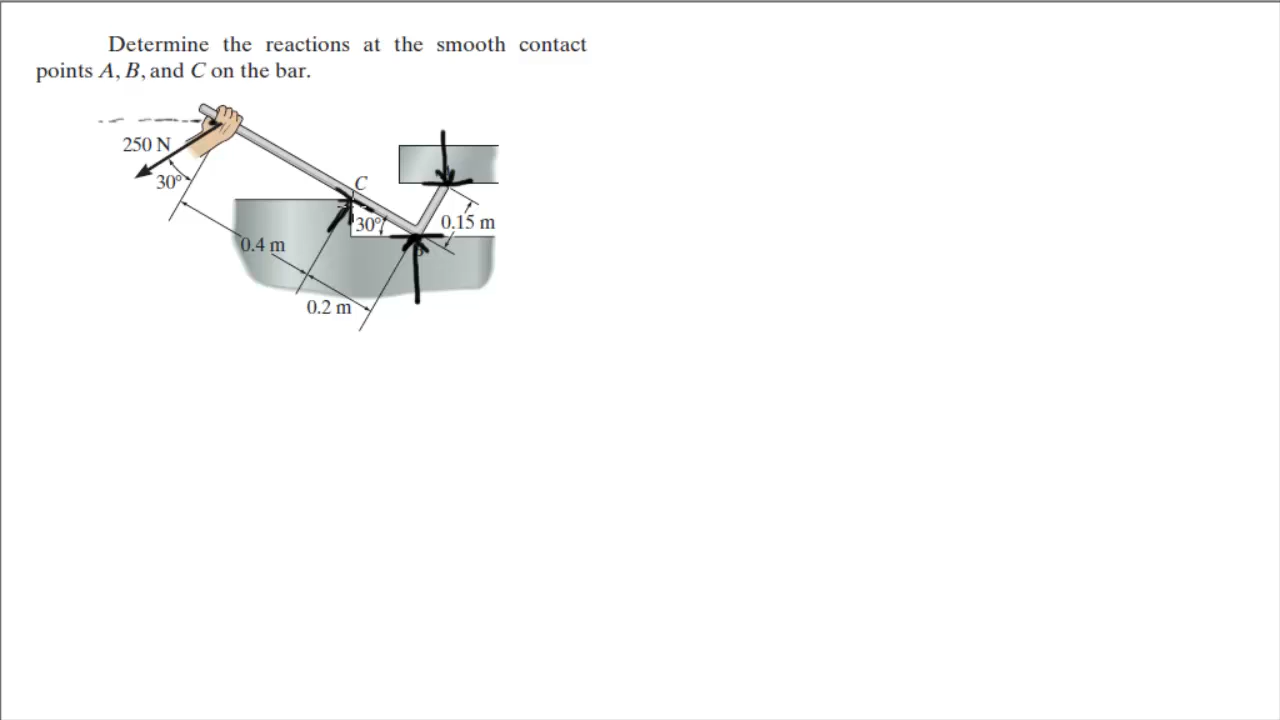 Determine the reactions at the smooth contact
points A, B, and C on the bar.
250 N
30°
C
30°
0.15 m
0.4 m
0.2 m